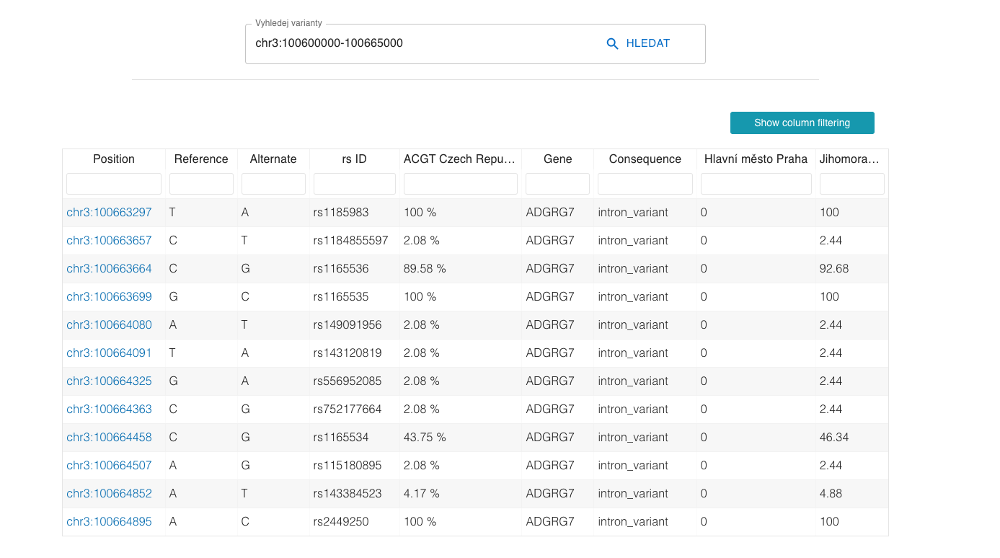 Vyhledej varianty
chr3:100600000-100665000 HLEDAT
Show column filtering
Position Reference Alternate rs ID ACGT Czech Repu... Gene Consequence Hlavní město Praha Jihomora...
chr3:100663297 T A rs1185983 100 % ADGRG7 intron_variant 0 100
chr3:100663657 C T rs1184855597 2.08 % ADGRG7 intron_variant 0 2.44
chr3:100663664 C G rs1165536 89.58 % ADGRG7 intron_variant 0 92.68
chr3:100663699 G C rs1165535 100 % ADGRG7 intron_variant 0 100
chr3:100664080 A T rs149091956 2.08 % ADGRG7 intron_variant 0 2.44
chr3:100664091 T A rs143120819 2.08 % ADGRG7 intron_variant 0 2.44
chr3:100664325 G A rs556952085 2.08 % ADGRG7 intron_variant 0 2.44
chr3:100664363 C G rs752177664 2.08 % ADGRG7 intron_variant 0 2.44
chr3:100664458 C G rs1165534 43.75 % ADGRG7 intron_variant 0 46.34
chr3:100664507 A G rs115180895 2.08 % ADGRG7 intron_variant 0 2.44
chr3:100664852 A T rs143384523 4.17 % ADGRG7 intron_variant 0 4.88
chr3:100664895 A C rs2449250 100 % ADGRG7 intron_variant 0 100